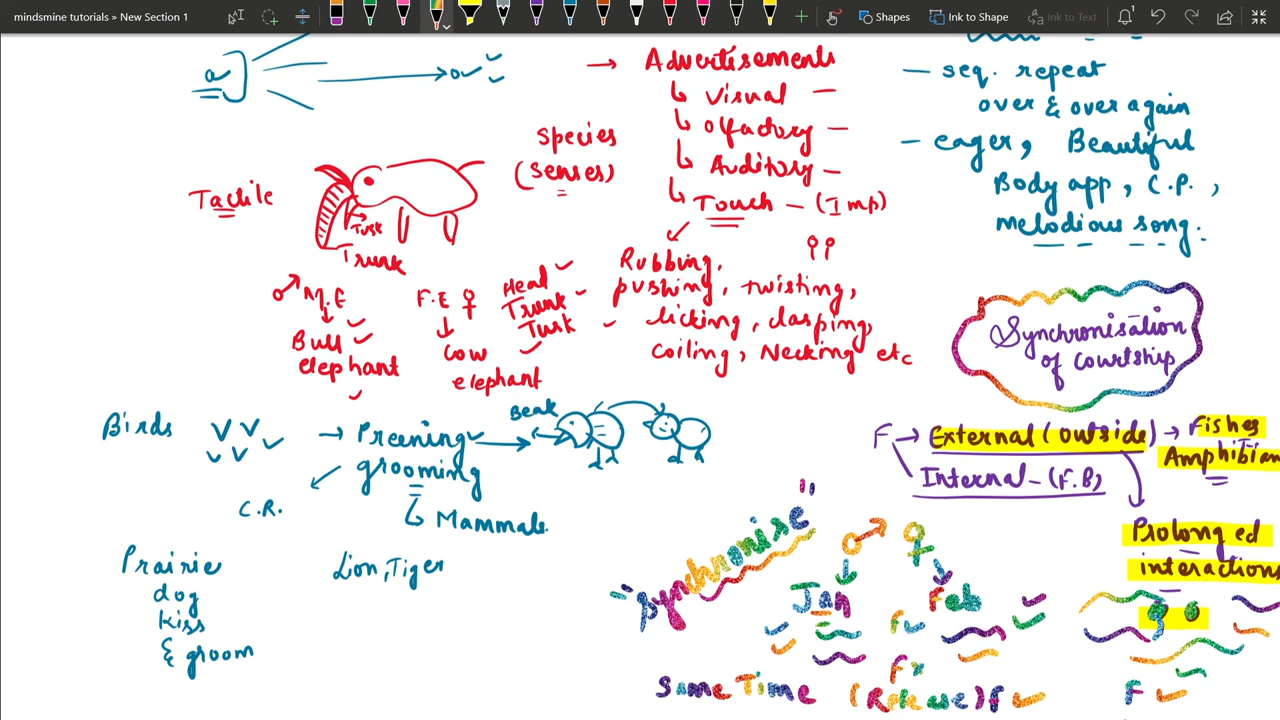 mindsmine tutorials » New Section 1
Shapes
Ink to Shape
Ink to Text
a
→ Advertisements
↳ Visual –
↳ Olfactory –
↳ Auditory –
↳ Touch – (Imp)
Species
(senses)
– seq. repeat
over & over again
– eager, Beautiful
Body app, C.P.,
melodious song.
Tactile
Tusk
Trunk
♂ M.E
Bull
elephant
F.E ♀
Cow
elephant
Head
Trunk
Tusk
Rubbing,
pushing, twisting,
licking, clasping,
coiling, Necking etc
Synchronisation
of courtship
Birds
→ Preening
grooming
Beak
C.R.
↳ Mammals
Prairie
dog
kiss
& groom
Lion, Tiger
F → External (outside) → Fishes
Amphibian
Internal – (F.B)
Prolonged
interactions
"Synchronise"
♂ ♀
Jan
Feb
F
Fx
Same Time (Release) F
F